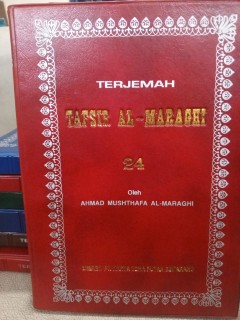 TERJEMAH
TAFSIR AL-MARAGHI
24
Oleh
AHMAD MUSHTHAFA AL-MARAGHI